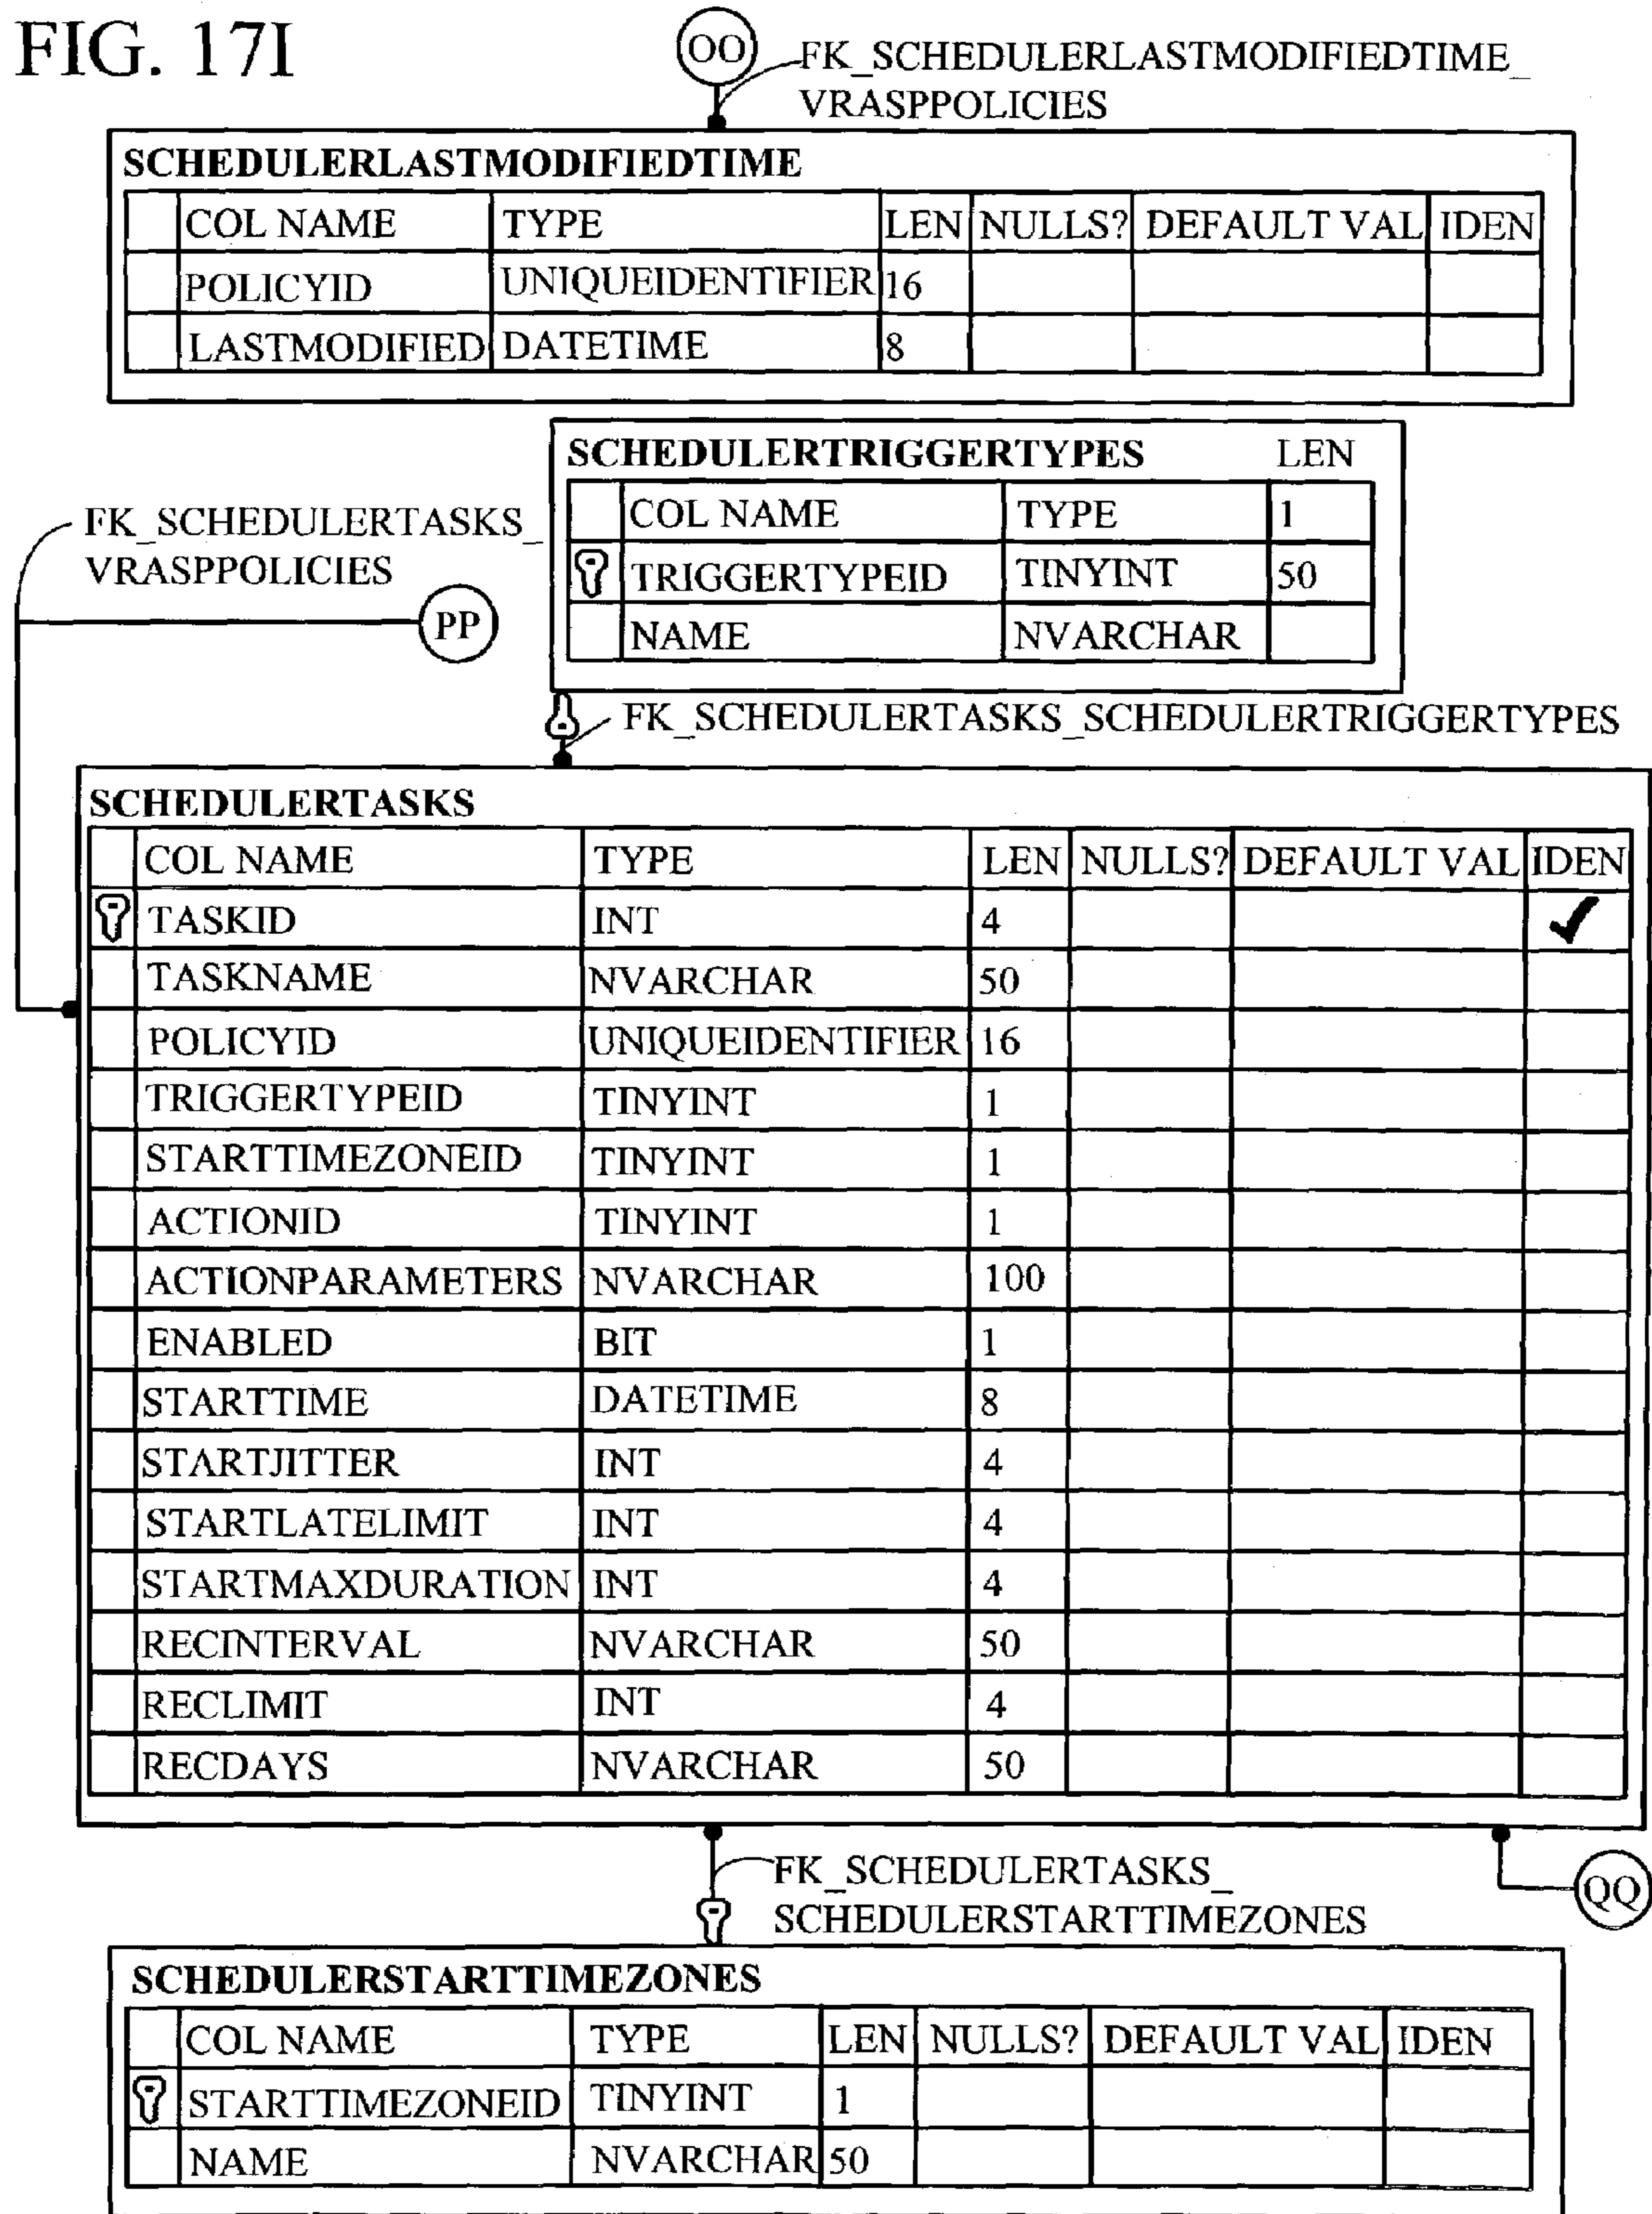 FIG. 17I
OO
FK_SCHEDULERLASTMODIFIEDTIME_
VRASPPOLICIES
SCHEDULERLASTMODIFIEDTIME
COL NAME TYPE LEN NULLS? DEFAULT VAL IDEN
POLICYID UNIQUEIDENTIFIER 16
LASTMODIFIED DATETIME 8
SCHEDULERTRIGGERTYPES LEN
COL NAME TYPE 1
TRIGGERTYPEID TINYINT 50
NAME NVARCHAR
FK_SCHEDULERTASKS_
VRASPPOLICIES
PP
FK_SCHEDULERTASKS_SCHEDULERTRIGGERTYPES
SCHEDULERTASKS
COL NAME TYPE LEN NULLS? DEFAULT VAL IDEN
TASKID INT 4 ✓
TASKNAME NVARCHAR 50
POLICYID UNIQUEIDENTIFIER 16
TRIGGERTYPEID TINYINT 1
STARTTIMEZONEID TINYINT 1
ACTIONID TINYINT 1
ACTIONPARAMETERS NVARCHAR 100
ENABLED BIT 1
STARTTIME DATETIME 8
STARTJITTER INT 4
STARTLATELIMIT INT 4
STARTMAXDURATION INT 4
RECINTERVAL NVARCHAR 50
RECLIMIT INT 4
RECDAYS NVARCHAR 50
FK_SCHEDULERTASKS_
SCHEDULERSTARTTIMEZONES
QQ
SCHEDULERSTARTTIMEZONES
COL NAME TYPE LEN NULLS? DEFAULT VAL IDEN
STARTTIMEZONEID TINYINT 1
NAME NVARCHAR 50